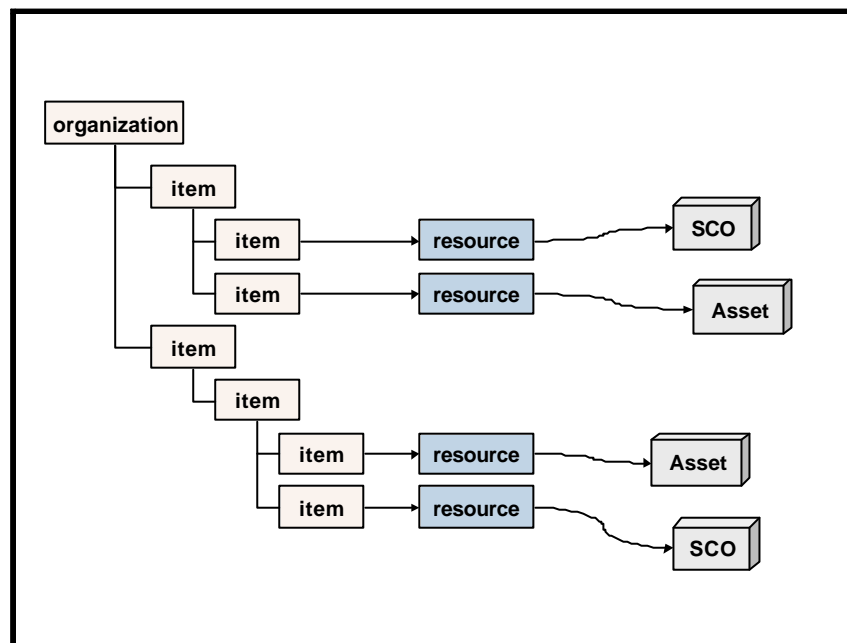 organization
item
item
resource
SCO
item
resource
Asset
item
item
item
resource
Asset
item
resource
SCO